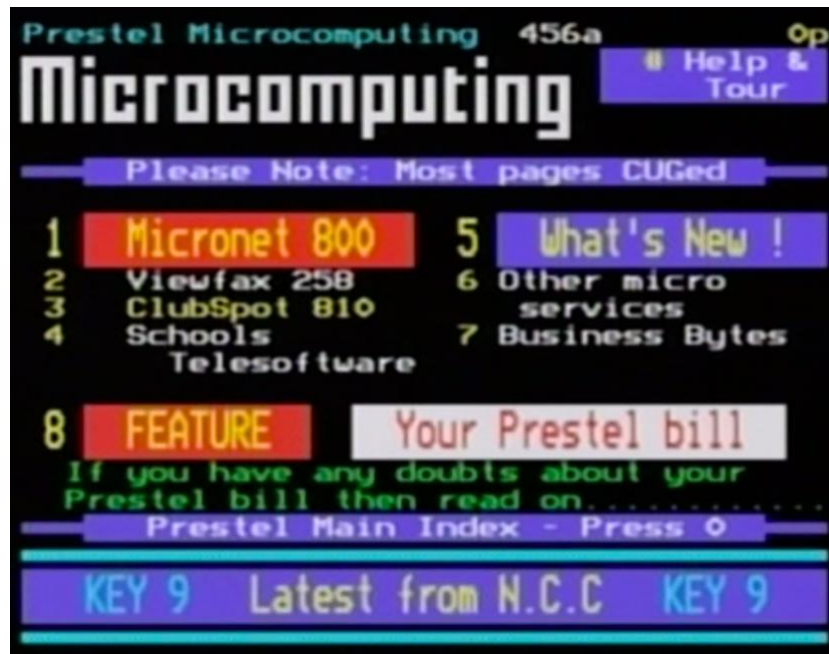 Prestel Microcomputing 456a Op
Microcomputing
# Help &
Tour
Please Note: Most pages CUGed
1 Micronet 800
2 Viewfax 258
3 ClubSpot 810
4 Schools
Telesoftware
5 What's New !
6 Other micro
services
7 Business Bytes
8 FEATURE Your Prestel bill
If you have any doubts about your
Prestel bill then read on............
Prestel Main Index - Press 0
KEY 9 Latest from N.C.C KEY 9